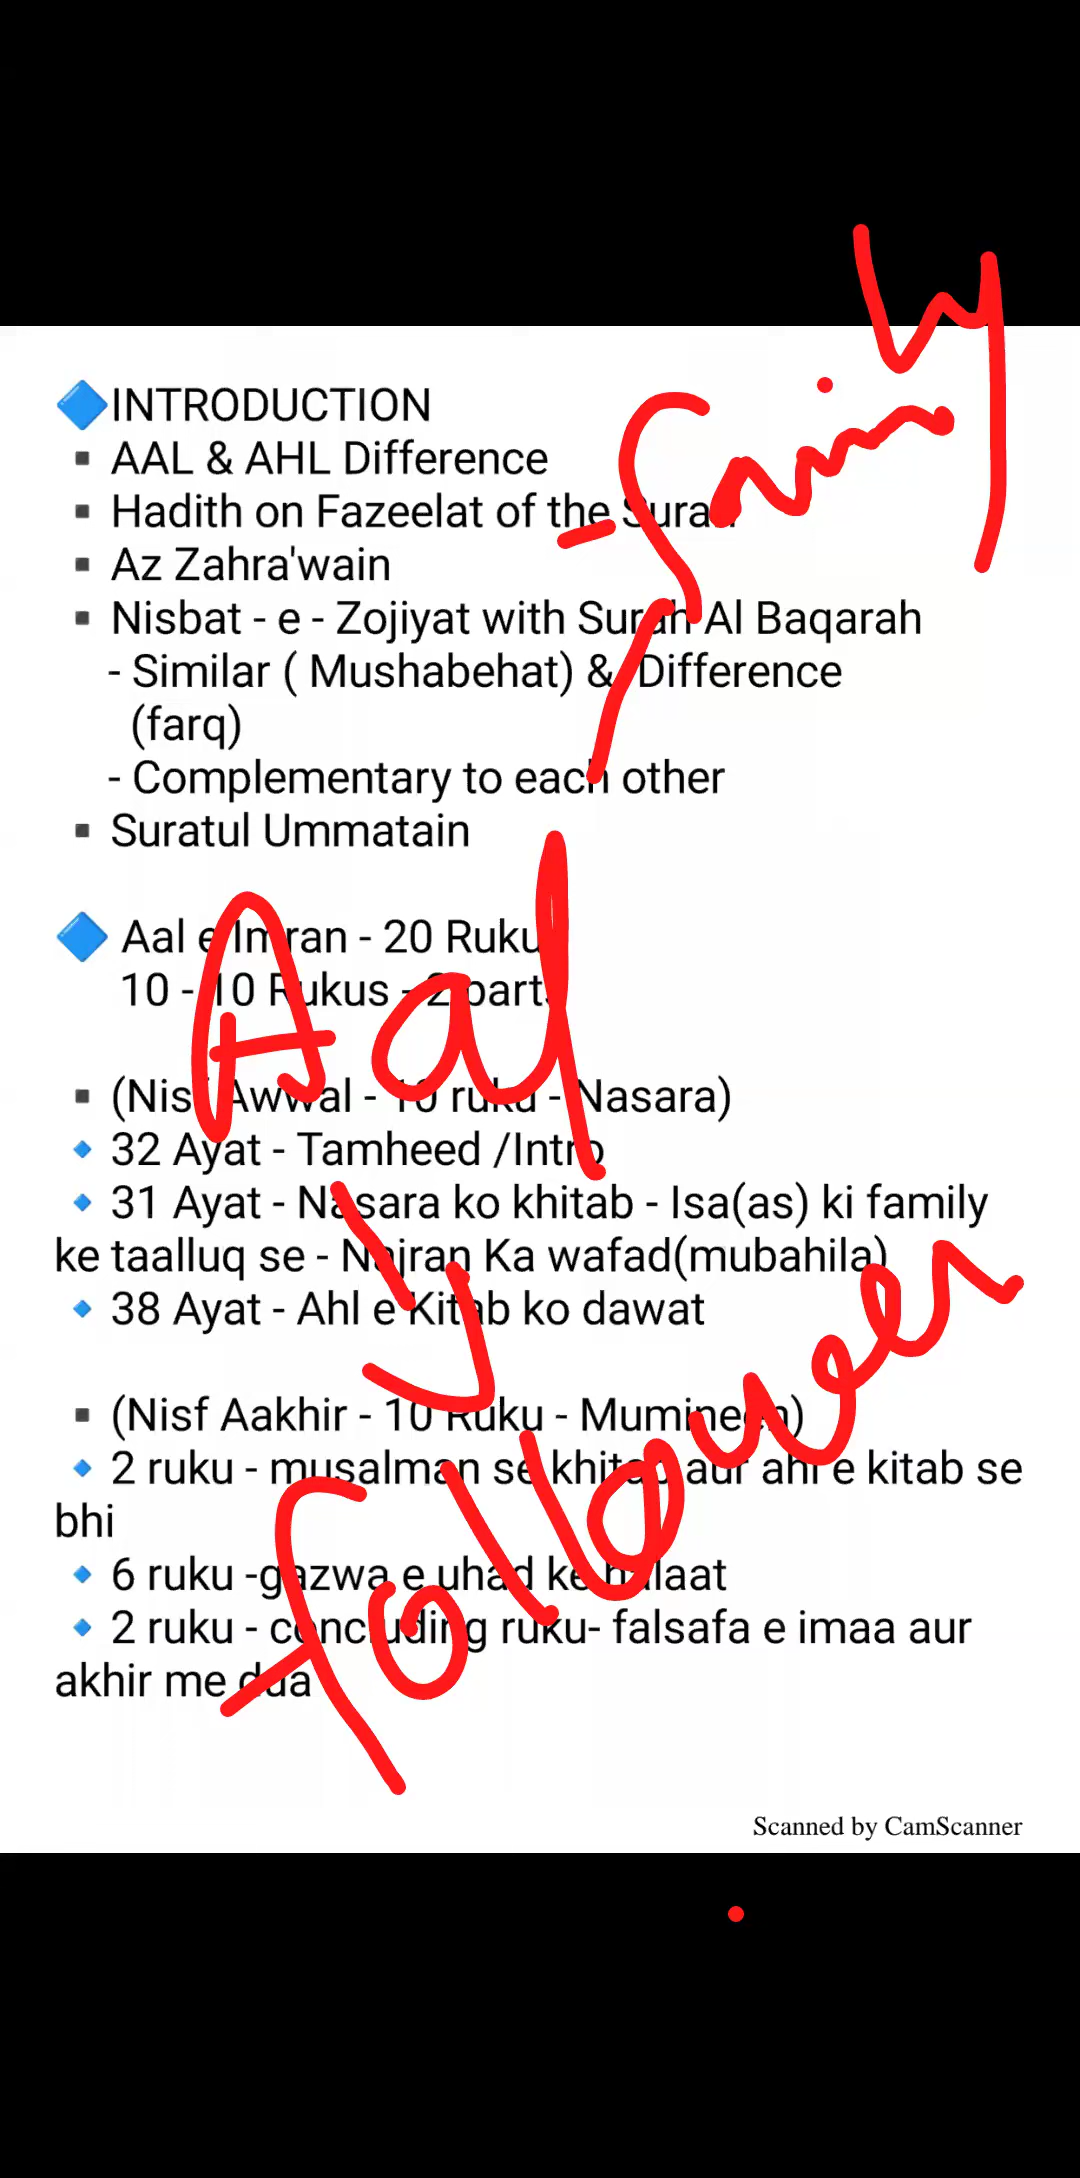 🔷INTRODUCTION
▪ AAL & AHL Difference
▪ Hadith on Fazeelat of the Surah
▪ Az Zahra'wain
▪ Nisbat - e - Zojiyat with Surah Al Baqarah
- Similar ( Mushabehat) & Difference
(farq)
- Complementary to each other
▪ Suratul Ummatain
🔷 Aal e Imran - 20 Ruku
10 - 10 Rukus - 2 parts
▪ (Nisf Awwal - 10 ruku - Nasara)
🔹 32 Ayat - Tamheed /Intro
🔹 31 Ayat - Nasara ko khitab - Isa(as) ki family
ke taalluq se - Najran Ka wafad(mubahila)
🔹 38 Ayat - Ahl e Kitab ko dawat
▪ (Nisf Aakhir - 10 Ruku - Mumineen)
🔹 2 ruku - musalman se khitab aur ahl e kitab se
bhi
🔹 6 ruku -gazwa e uhad ke halaat
🔹 2 ruku - concluding ruku- falsafa e imaa aur
akhir me dua
Aal
- family
follower
Scanned by CamScanner